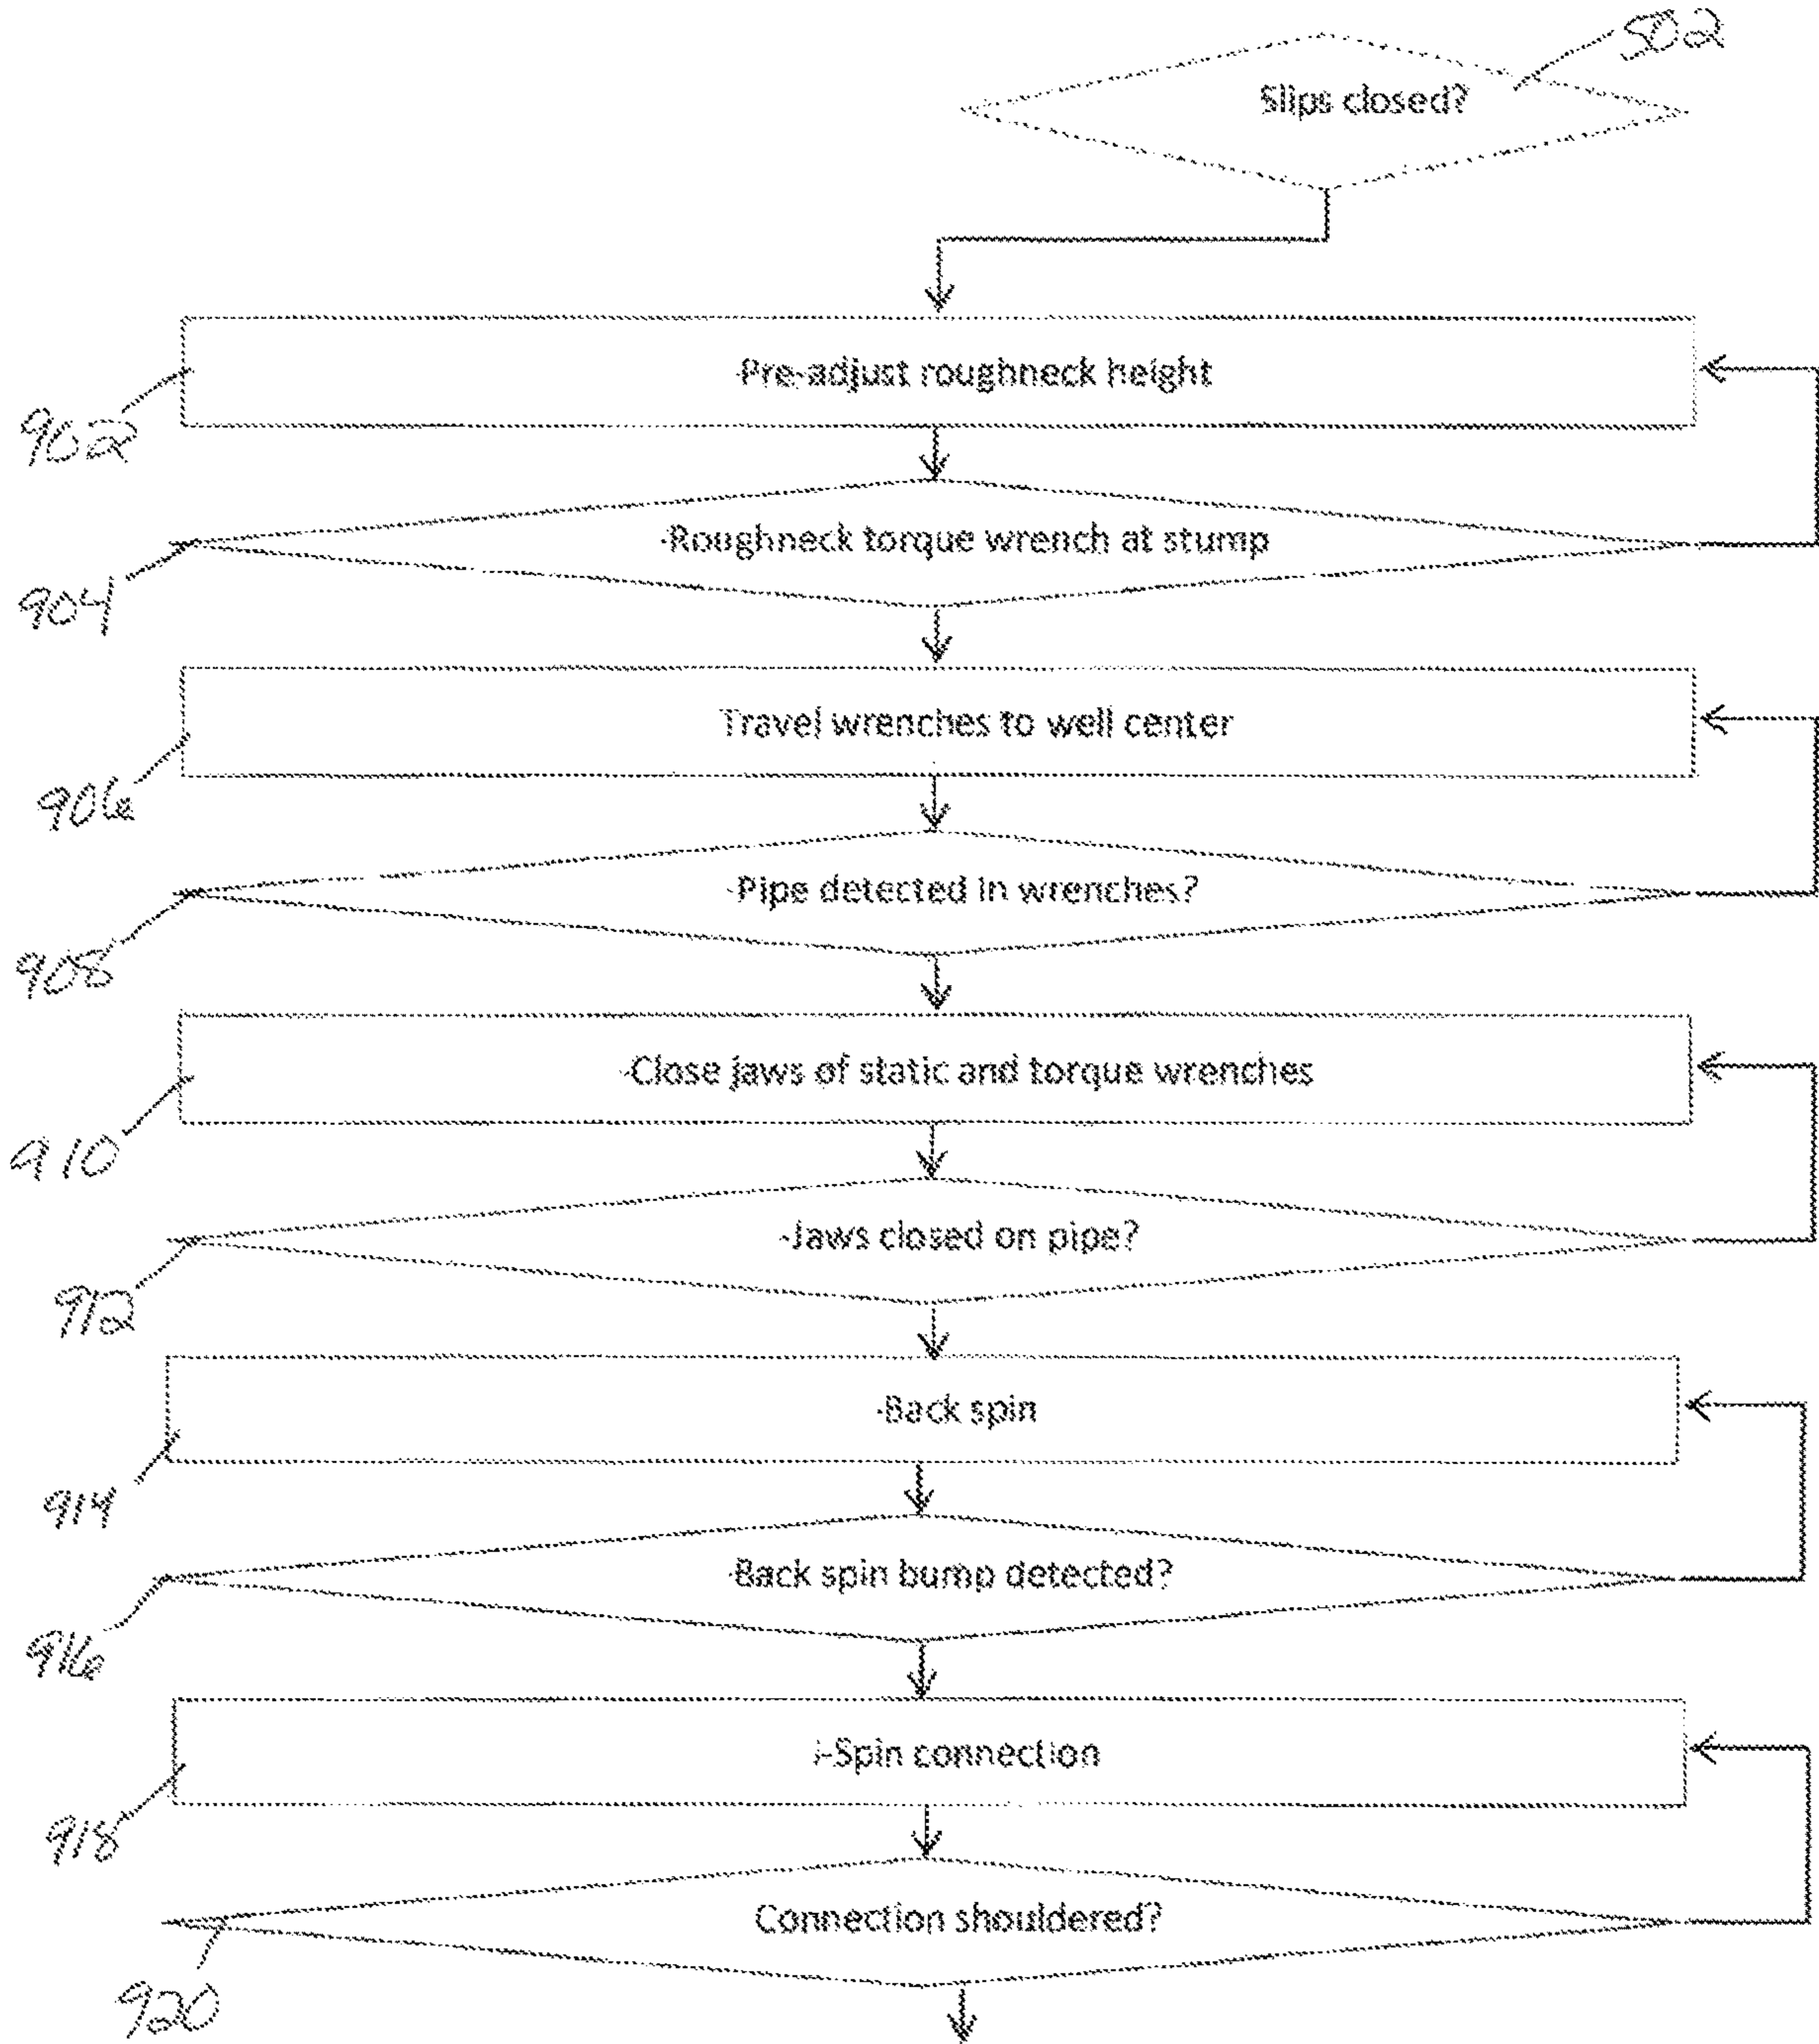 502
Slips closed?
Pre-adjust roughneck height
902
-Roughneck torque wrench at stump
904
Travel wrenches to well center
906
-Pipe detected in wrenches?
908
-Close jaws of static and torque wrenches
910
-Jaws closed on pipe?
912
-Back spin
914
-Back spin bump detected?
916
-Spin connection
918
Connection shouldered?
920